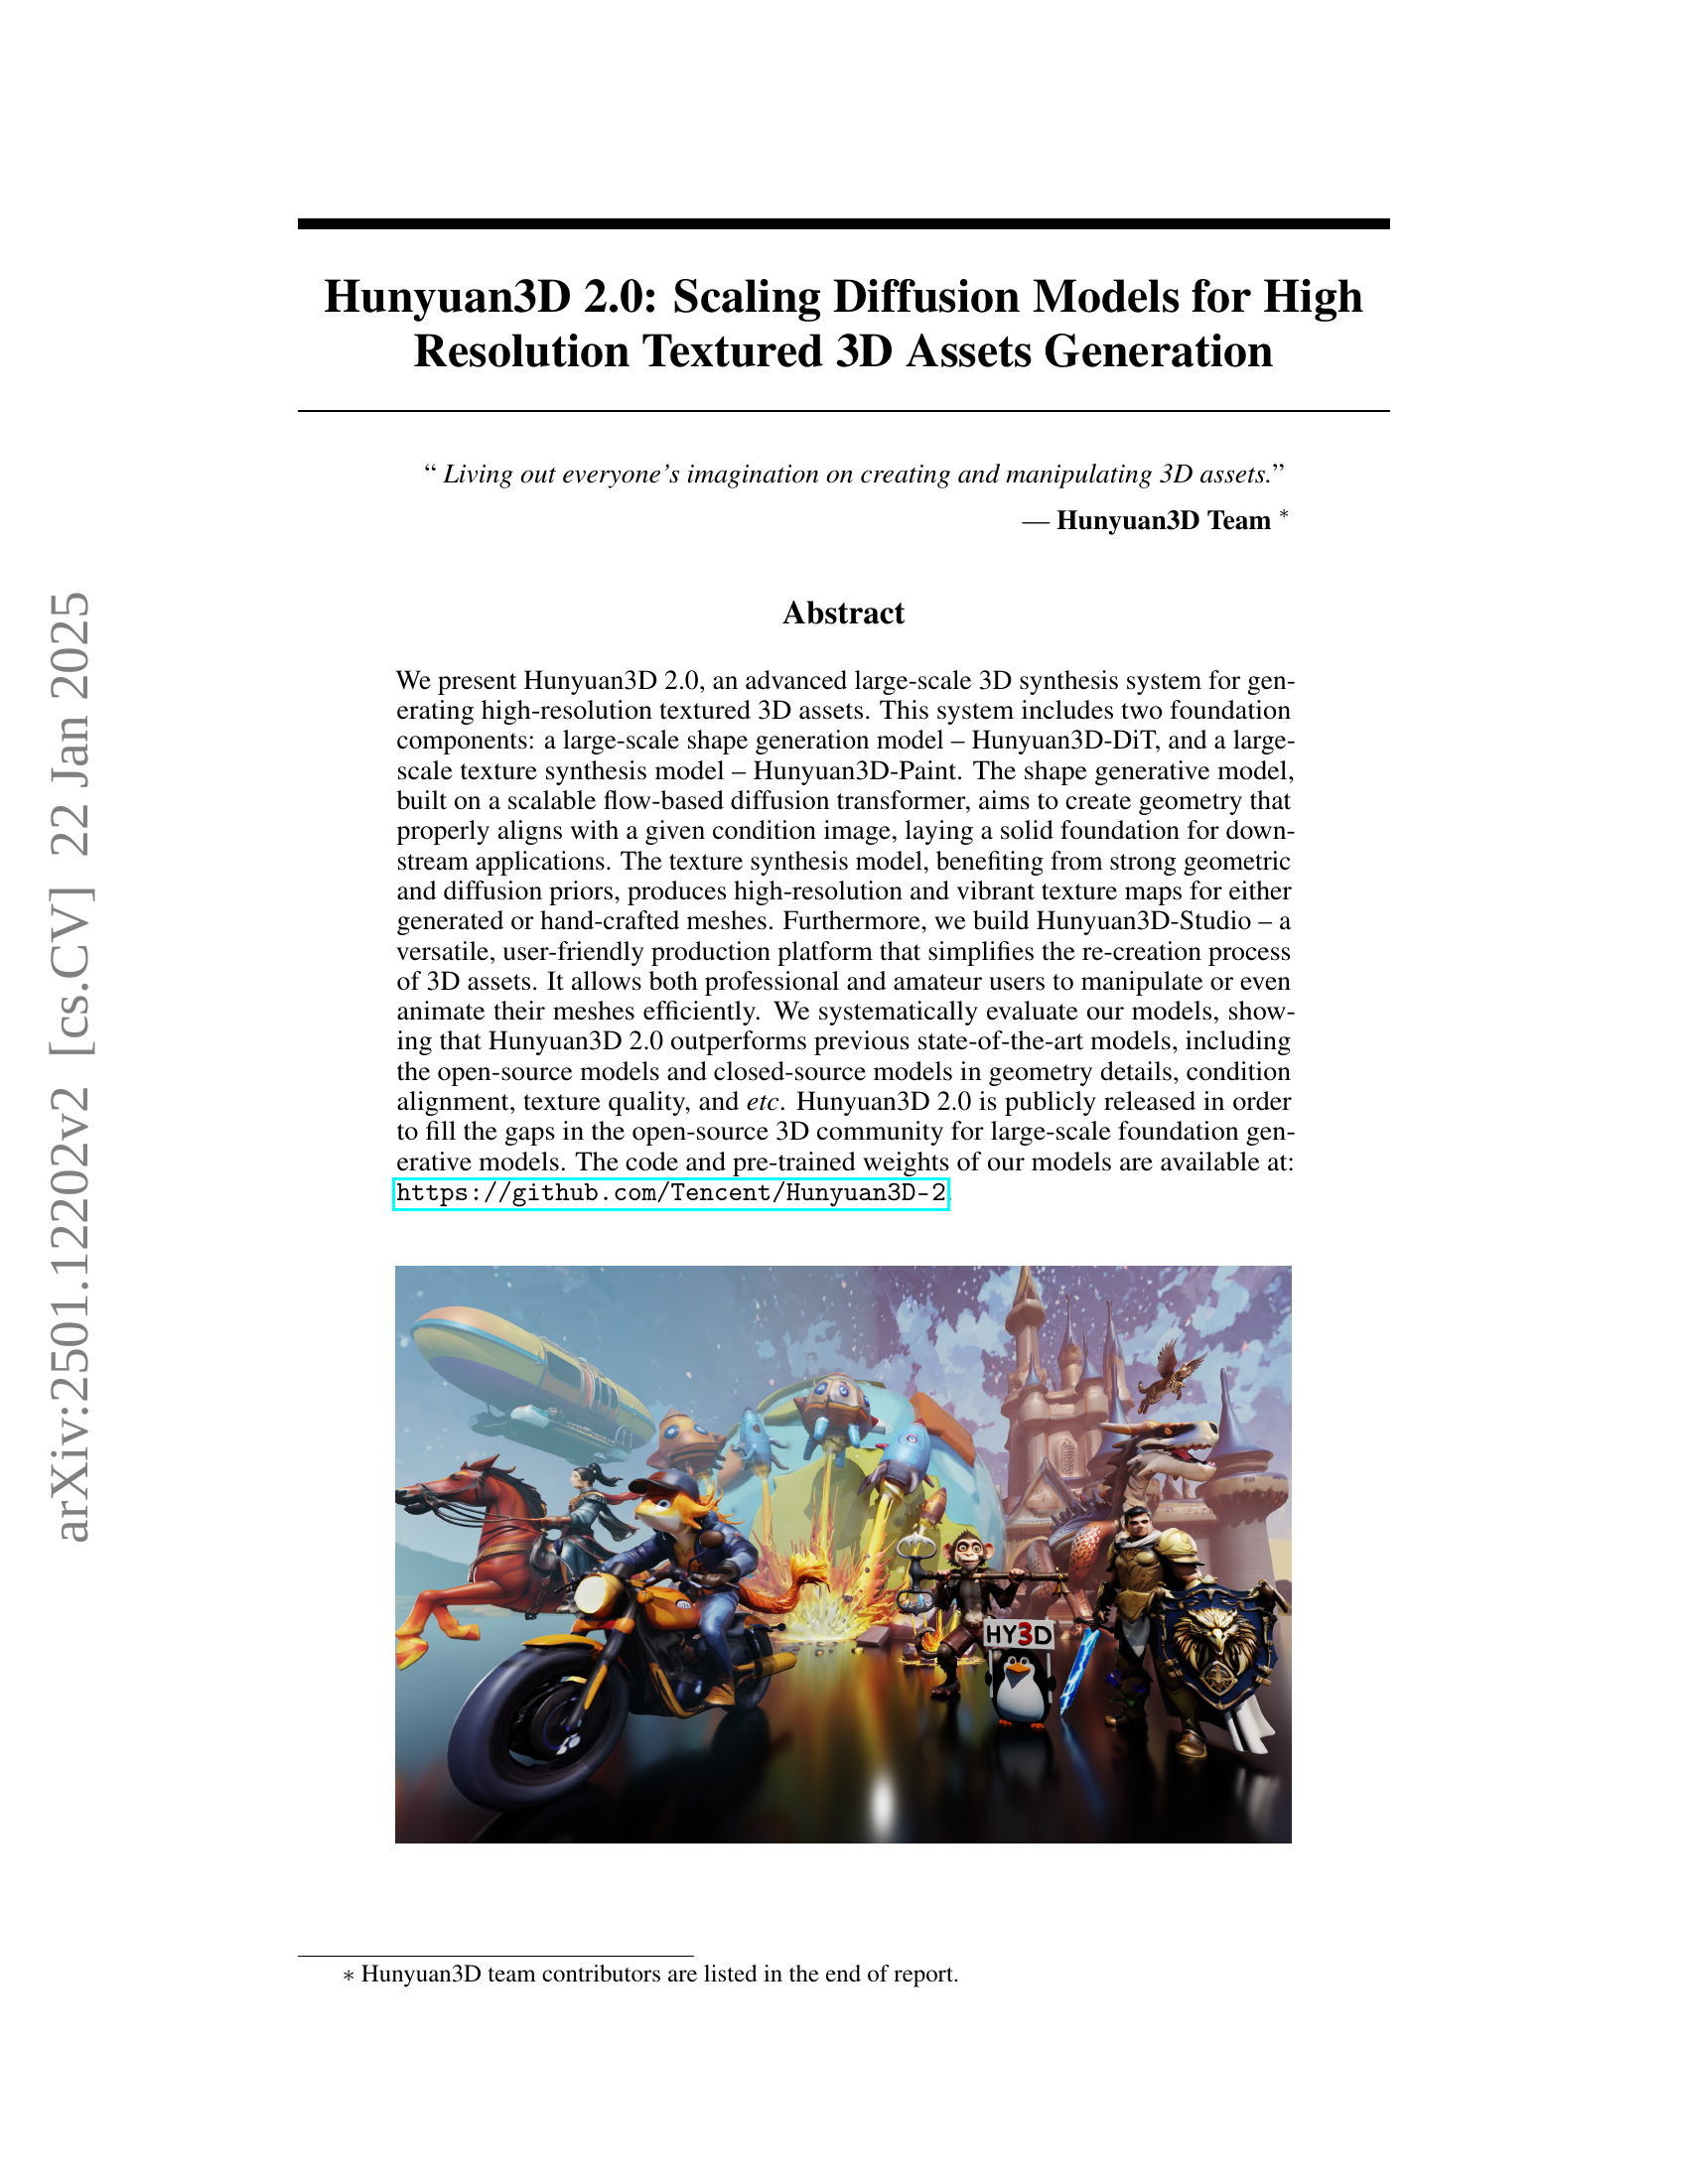 arXiv:2501.12202v2 [cs.CV] 22 Jan 2025
Hunyuan3D 2.0: Scaling Diffusion Models for High
Resolution Textured 3D Assets Generation
“ Living out everyone’s imagination on creating and manipulating 3D assets.”
— Hunyuan3D Team *
Abstract
We present Hunyuan3D 2.0, an advanced large-scale 3D synthesis system for gen-
erating high-resolution textured 3D assets. This system includes two foundation
components: a large-scale shape generation model – Hunyuan3D-DiT, and a large-
scale texture synthesis model – Hunyuan3D-Paint. The shape generative model,
built on a scalable flow-based diffusion transformer, aims to create geometry that
properly aligns with a given condition image, laying a solid foundation for down-
stream applications. The texture synthesis model, benefiting from strong geometric
and diffusion priors, produces high-resolution and vibrant texture maps for either
generated or hand-crafted meshes. Furthermore, we build Hunyuan3D-Studio – a
versatile, user-friendly production platform that simplifies the re-creation process
of 3D assets. It allows both professional and amateur users to manipulate or even
animate their meshes efficiently. We systematically evaluate our models, show-
ing that Hunyuan3D 2.0 outperforms previous state-of-the-art models, including
the open-source models and closed-source models in geometry details, condition
alignment, texture quality, and etc. Hunyuan3D 2.0 is publicly released in order
to fill the gaps in the open-source 3D community for large-scale foundation gen-
erative models. The code and pre-trained weights of our models are available at:
https://github.com/Tencent/Hunyuan3D-2.
HY3D
* Hunyuan3D team contributors are listed in the end of report.